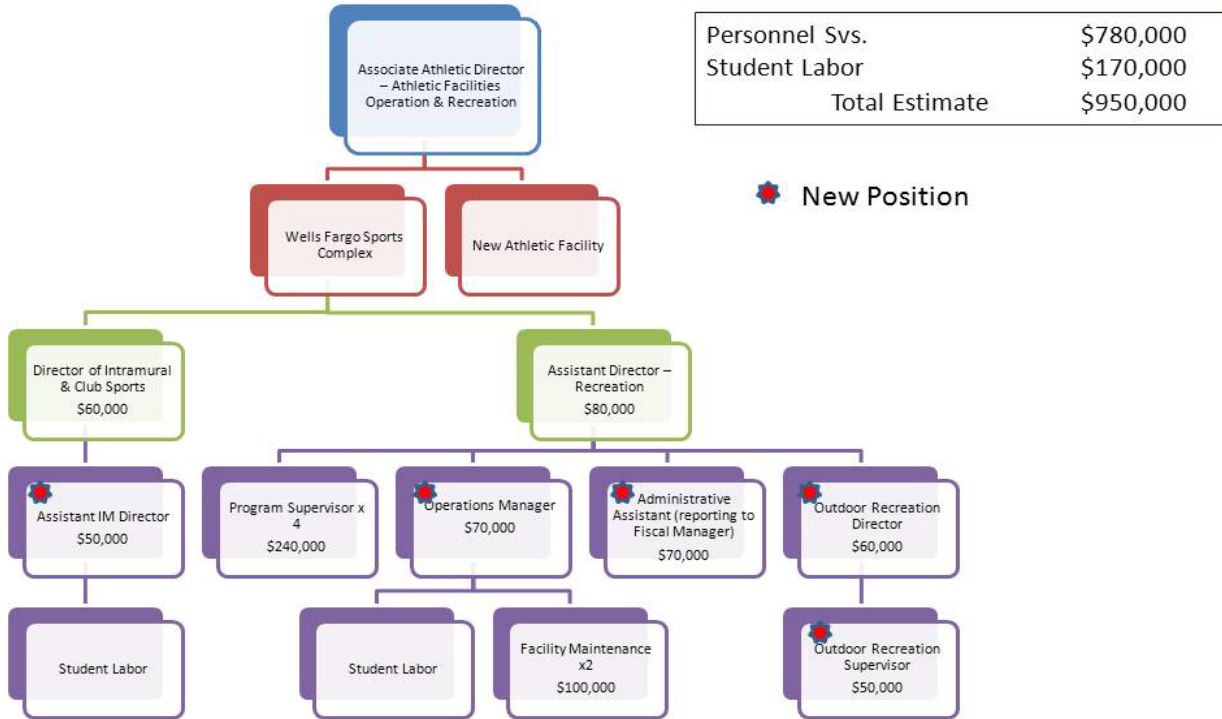 Associate Athletic Director
– Athletic Facilities
Operation & Recreation
Personnel Svs. $780,000
Student Labor $170,000
Total Estimate $950,000
New Position
Wells Fargo Sports
Complex
New Athletic Facility
Director of Intramural
& Club Sports
$60,000
Assistant Director –
Recreation
$80,000
Assistant IM Director
$50,000
Program Supervisor x
4
$240,000
Operations Manager
$70,000
Administrative
Assistant (reporting to
Fiscal Manager)
$70,000
Outdoor Recreation
Director
$60,000
Student Labor
Student Labor
Facility Maintenance
x2
$100,000
Outdoor Recreation
Supervisor
$50,000